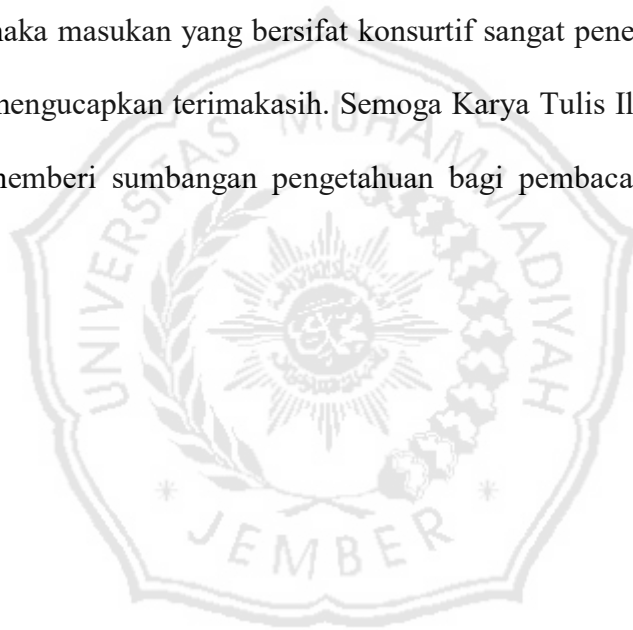 maka masukan yang bersifat konsurtif sangat pene
mengucapkan terimakasih. Semoga Karya Tulis Il
memberi sumbangan pengetahuan bagi pembaca
UNIVERSITAS MUHAMMADIYAH
JEMBER